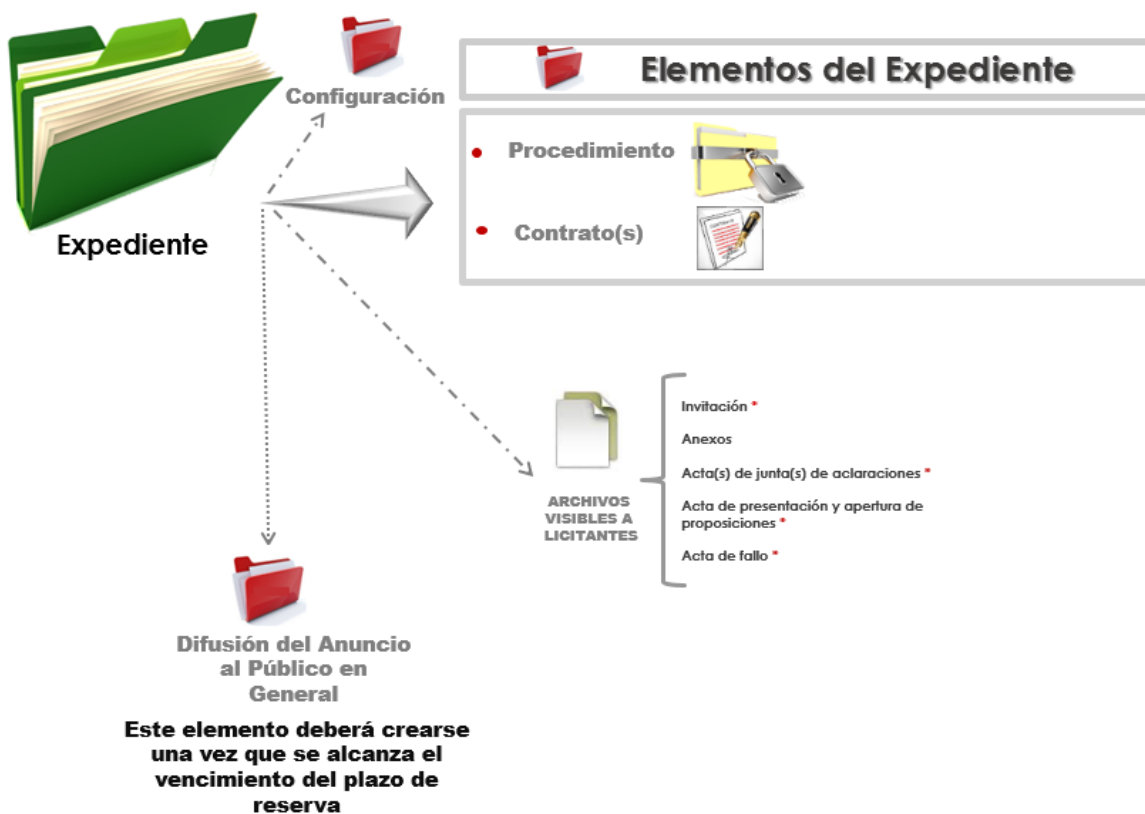 Configuración
Expediente
Elementos del Expediente
• Procedimiento
• Contrato(s)
ARCHIVOS
VISIBLES A
LICITANTES
Invitación *
Anexos
Acta(s) de junta(s) de aclaraciones *
Acta de presentación y apertura de
proposiciones *
Acta de fallo *
Difusión del Anuncio
al Público en
General
Este elemento deberá crearse
una vez que se alcanza el
vencimiento del plazo de
reserva